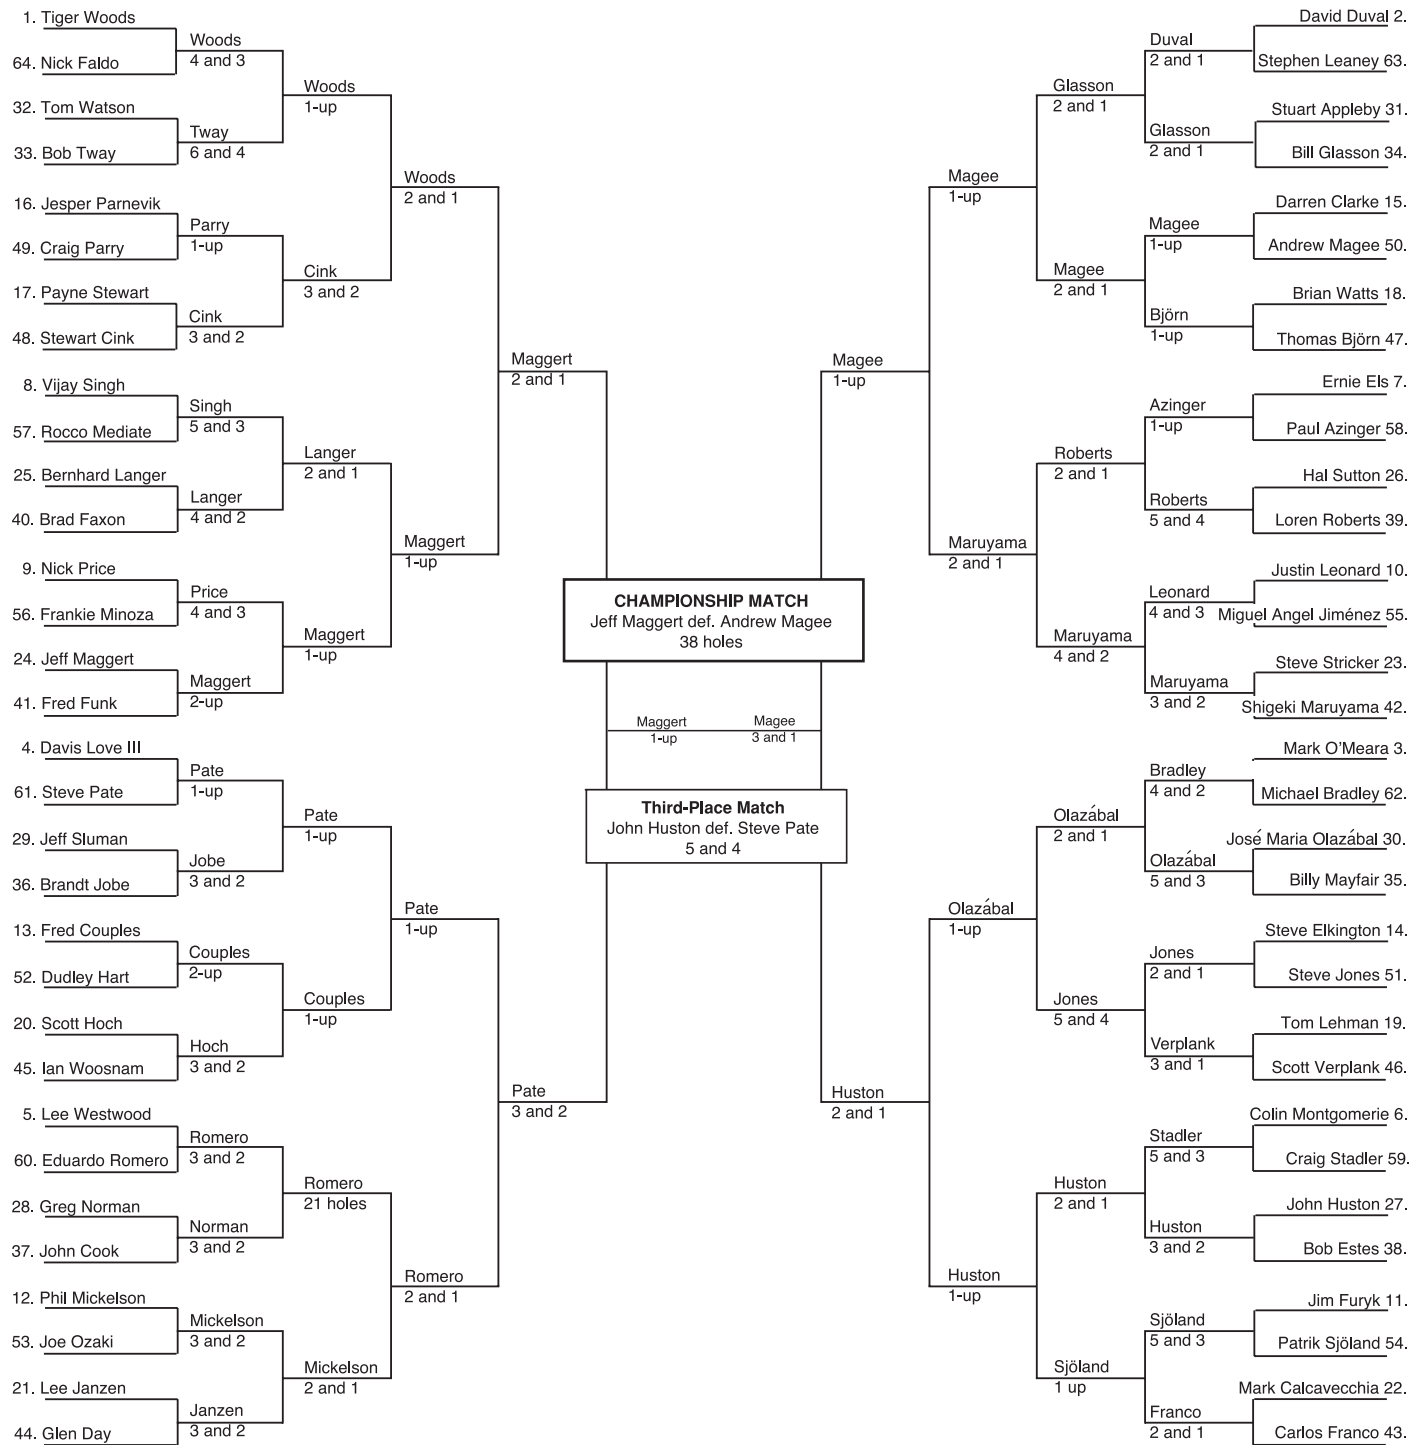 1. Tiger Woods
64. Nick Faldo
32. Tom Watson
33. Bob Tway
16. Jesper Parnevik
49. Craig Parry
17. Payne Stewart
48. Stewart Cink
8. Vijay Singh
57. Rocco Mediate
25. Bernhard Langer
40. Brad Faxon
9. Nick Price
56. Frankie Minoza
24. Jeff Maggert
41. Fred Funk
4. Davis Love III
61. Steve Pate
29. Jeff Sluman
36. Brandt Jobe
13. Fred Couples
52. Dudley Hart
20. Scott Hoch
45. Ian Woosnam
5. Lee Westwood
60. Eduardo Romero
28. Greg Norman
37. John Cook
12. Phil Mickelson
53. Joe Ozaki
21. Lee Janzen
44. Glen Day
Woods
4 and 3
Tway
6 and 4
Parry
1-up
Cink
3 and 2
Singh
5 and 3
Langer
4 and 2
Price
4 and 3
Maggert
2-up
Pate
1-up
Jobe
3 and 2
Couples
2-up
Hoch
3 and 2
Romero
3 and 2
Norman
3 and 2
Mickelson
3 and 2
Janzen
3 and 2
Woods
1-up
Cink
3 and 2
Langer
2 and 1
Maggert
1-up
Pate
1-up
Couples
1-up
Romero
21 holes
Mickelson
2 and 1
Woods
2 and 1
Maggert
1-up
Pate
1-up
Romero
2 and 1
Maggert
2 and 1
Pate
3 and 2
CHAMPIONSHIP MATCH
Jeff Maggert def. Andrew Magee
38 holes
Maggert
1-up
Magee
3 and 1
Third-Place Match
John Huston def. Steve Pate
5 and 4
Magee
1-up
Huston
2 and 1
Magee
1-up
Maruyama
2 and 1
Olazábal
1-up
Huston
1-up
Glasson
2 and 1
Magee
2 and 1
Roberts
2 and 1
Maruyama
4 and 2
Olazábal
2 and 1
Jones
5 and 4
Huston
2 and 1
Sjöland
1 up
Duval
2 and 1
Glasson
2 and 1
Magee
1-up
Björn
1-up
Azinger
1-up
Roberts
5 and 4
Leonard
4 and 3
Maruyama
3 and 2
Bradley
4 and 2
Olazábal
5 and 3
Jones
2 and 1
Verplank
3 and 1
Stadler
5 and 3
Huston
3 and 2
Sjöland
5 and 3
Franco
2 and 1
David Duval 2.
Stephen Leaney 63.
Stuart Appleby 31.
Bill Glasson 34.
Darren Clarke 15.
Andrew Magee 50.
Brian Watts 18.
Thomas Björn 47.
Ernie Els 7.
Paul Azinger 58.
Hal Sutton 26.
Loren Roberts 39.
Justin Leonard 10.
Miguel Angel Jiménez 55.
Steve Stricker 23.
Shigeki Maruyama 42.
Mark O'Meara 3.
Michael Bradley 62.
José Maria Olazábal 30.
Billy Mayfair 35.
Steve Elkington 14.
Steve Jones 51.
Tom Lehman 19.
Scott Verplank 46.
Colin Montgomerie 6.
Craig Stadler 59.
John Huston 27.
Bob Estes 38.
Jim Furyk 11.
Patrik Sjöland 54.
Mark Calcavecchia 22.
Carlos Franco 43.